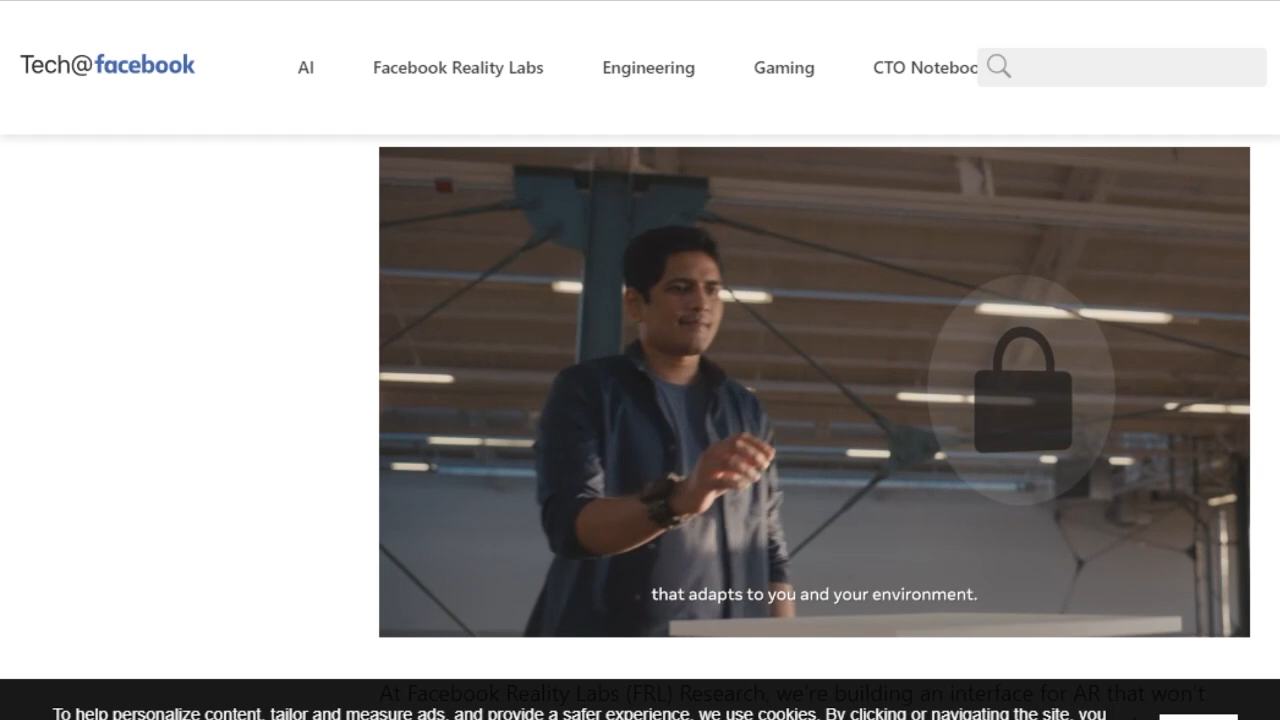 Tech@facebook
AI
Facebook Reality Labs
Engineering
Gaming
CTO Noteboo
that adapts to you and your environment.
At Facebook Reality Labs (FRL) Research, we're building an interface for AR that won't
To help personalize content, tailor and measure ads, and provide a safer experience, we use cookies. By clicking or navigating the site, you